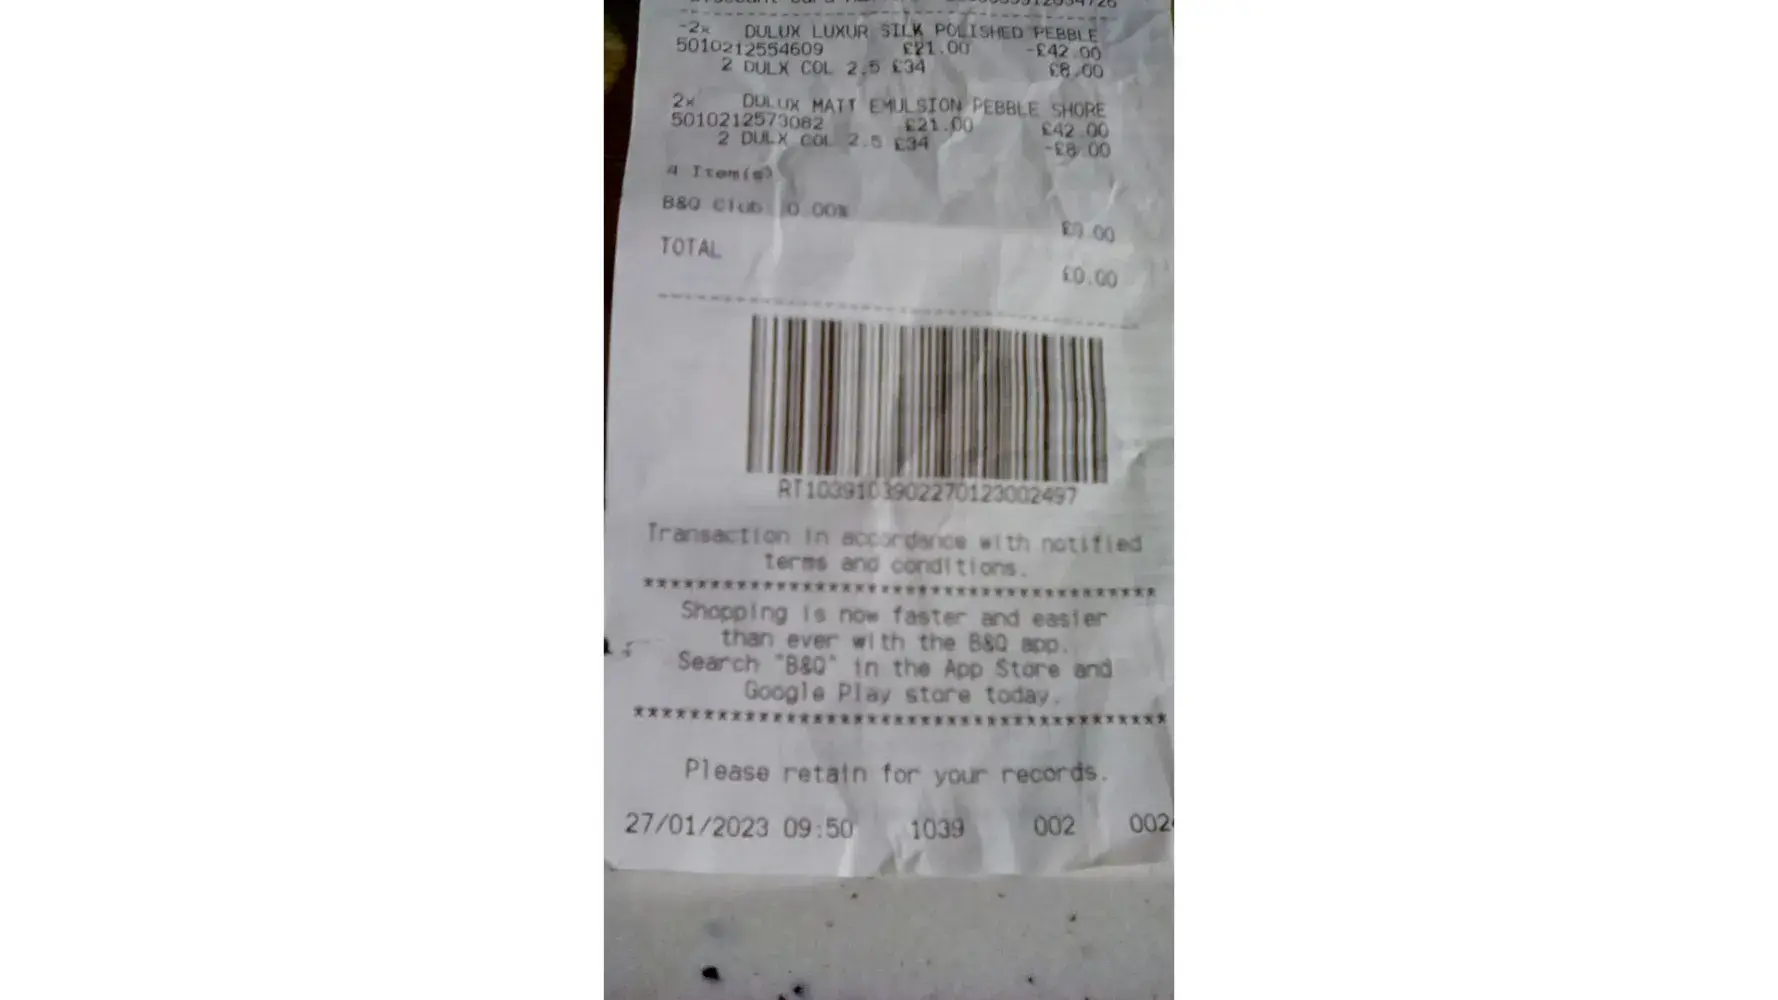 -2x DULUX LUXUR SILK POLISHED PEBBLE
5010212554609 £21.00 -£42.00
2 DULX COL 2.5 £34 £8.00
2x DULUX MATT EMULSION PEBBLE SHORE
5010212573082 £21.00 £42.00
2 DULX COL 2.5 £34 -£8.00
4 Item(s)
B&Q Club 0.00%
£0.00
TOTAL
£0.00
RT1039103902270123002497
Transaction in accordance with notified
terms and conditions.
****************************************
Shopping is now faster and easier
than ever with the B&Q app.
Search "B&Q" in the App Store and
Google Play store today.
****************************************
Please retain for your records.
27/01/2023 09:50 1039 002 002